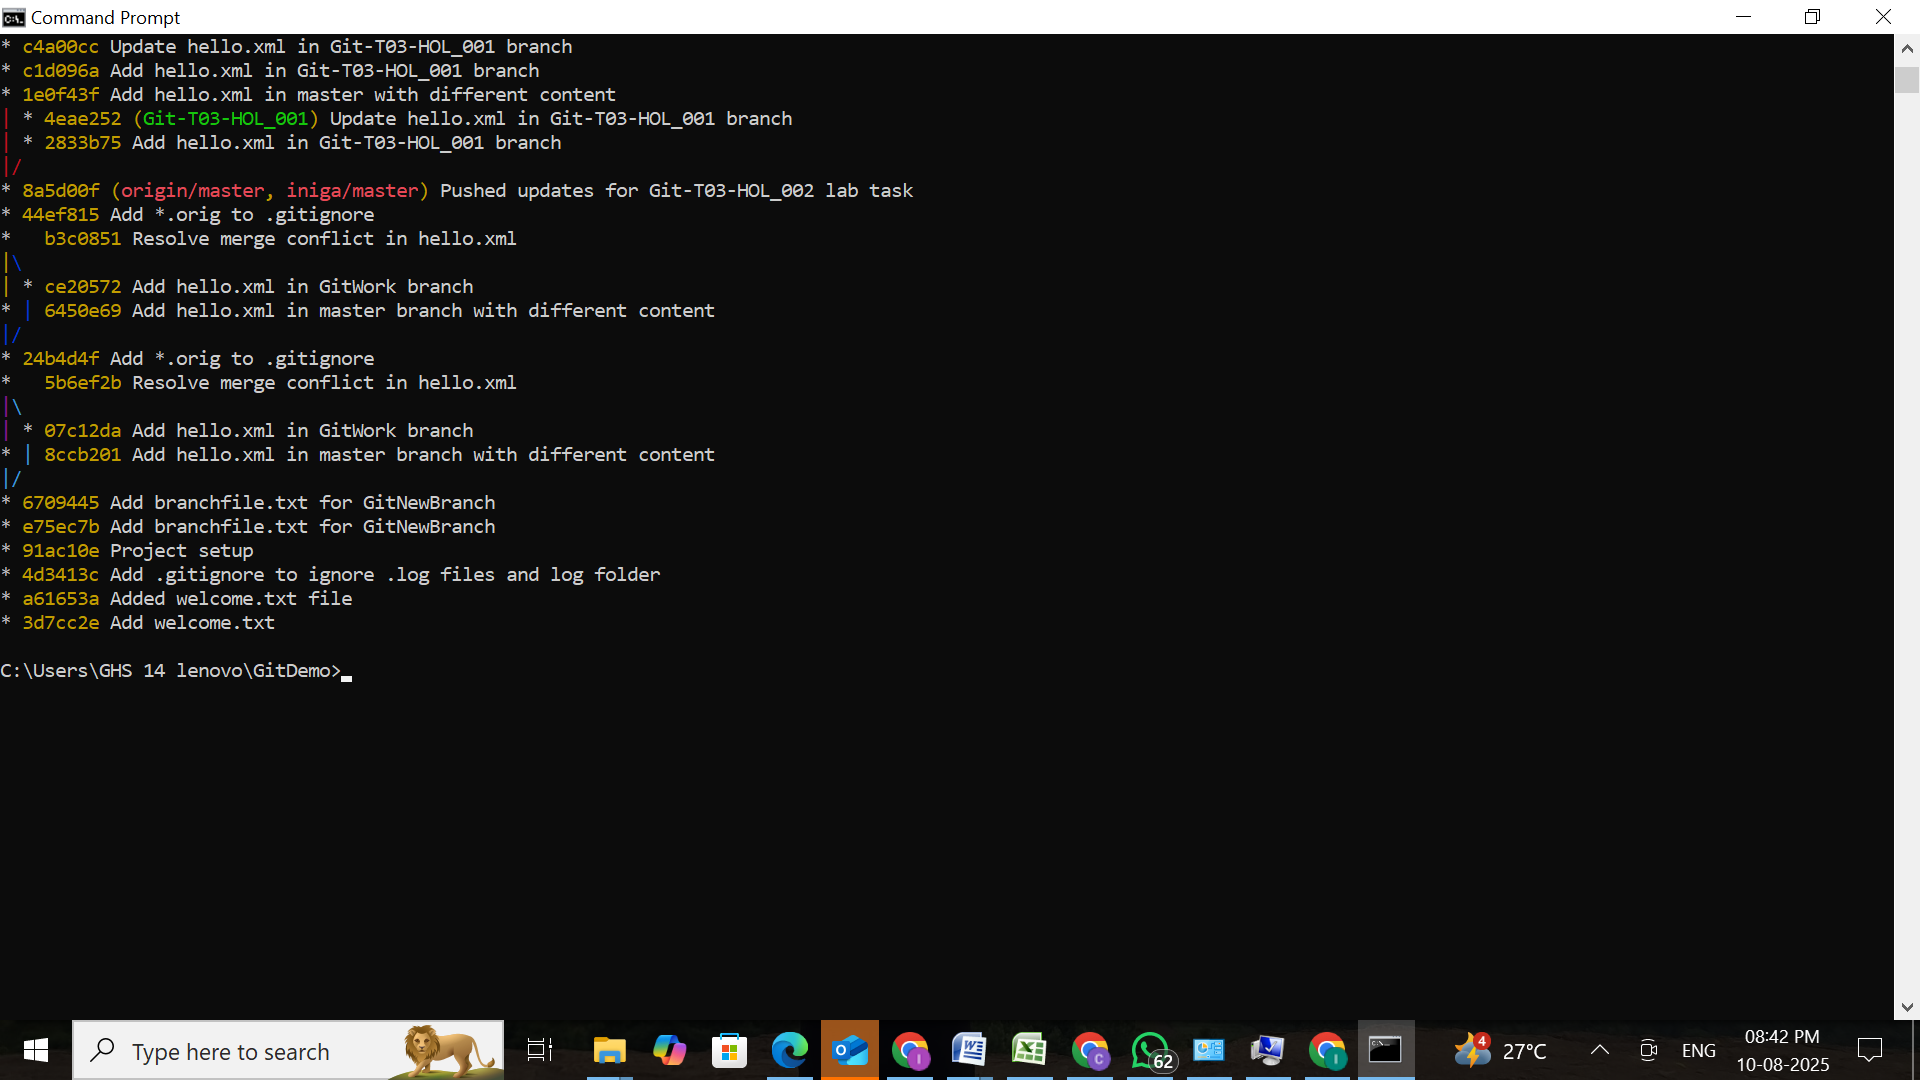 Command Prompt
* c4a00cc Update hello.xml in Git-T03-HOL_001 branch
* c1d096a Add hello.xml in Git-T03-HOL_001 branch
* 1e0f43f Add hello.xml in master with different content
| * 4eae252 (Git-T03-HOL_001) Update hello.xml in Git-T03-HOL_001 branch
| * 2833b75 Add hello.xml in Git-T03-HOL_001 branch
|/
* 8a5d00f (origin/master, iniga/master) Pushed updates for Git-T03-HOL_002 lab task
* 44ef815 Add *.orig to .gitignore
*   b3c0851 Resolve merge conflict in hello.xml
|\
| * ce20572 Add hello.xml in GitWork branch
* | 6450e69 Add hello.xml in master branch with different content
|/
* 24b4d4f Add *.orig to .gitignore
*   5b6ef2b Resolve merge conflict in hello.xml
|\
| * 07c12da Add hello.xml in GitWork branch
* | 8ccb201 Add hello.xml in master branch with different content
|/
* 6709445 Add branchfile.txt for GitNewBranch
* e75ec7b Add branchfile.txt for GitNewBranch
* 91ac10e Project setup
* 4d3413c Add .gitignore to ignore .log files and log folder
* a61653a Added welcome.txt file
* 3d7cc2e Add welcome.txt
C:\Users\GHS 14 lenovo\GitDemo>
Type here to search
62
4
27°C
ENG
08:42 PM
10-08-2025